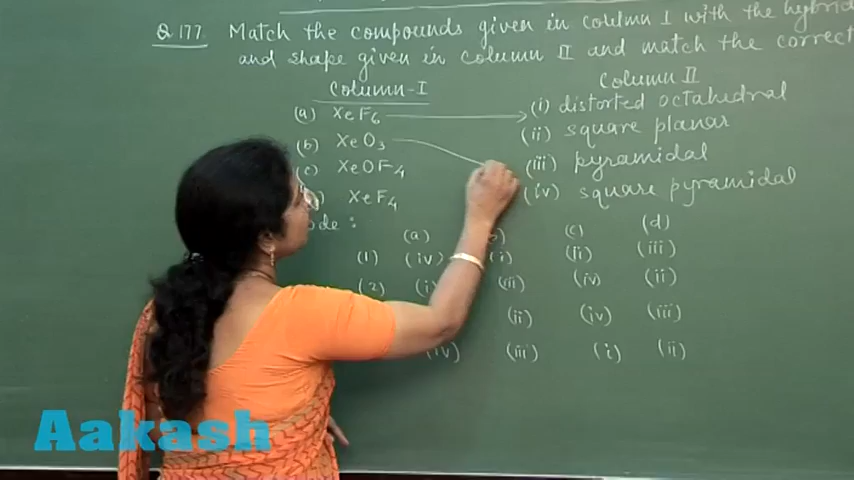 Q 177. Match the compounds given in column I with the hybrid
and shape given in column II and match the correct
Column-I Column II
(a) XeF6 (i) distorted octahedral
(b) XeO3 (ii) square planar
(c) XeOF4 (iii) pyramidal
XeF4 (iv) square pyramidal
(a) (c) (d)
(1) (iv) (i) (ii) (iii)
(2) (iii) (iv) (ii)
(ii) (iv) (iii)
(iv) (iii) (i) (ii)
Aakash